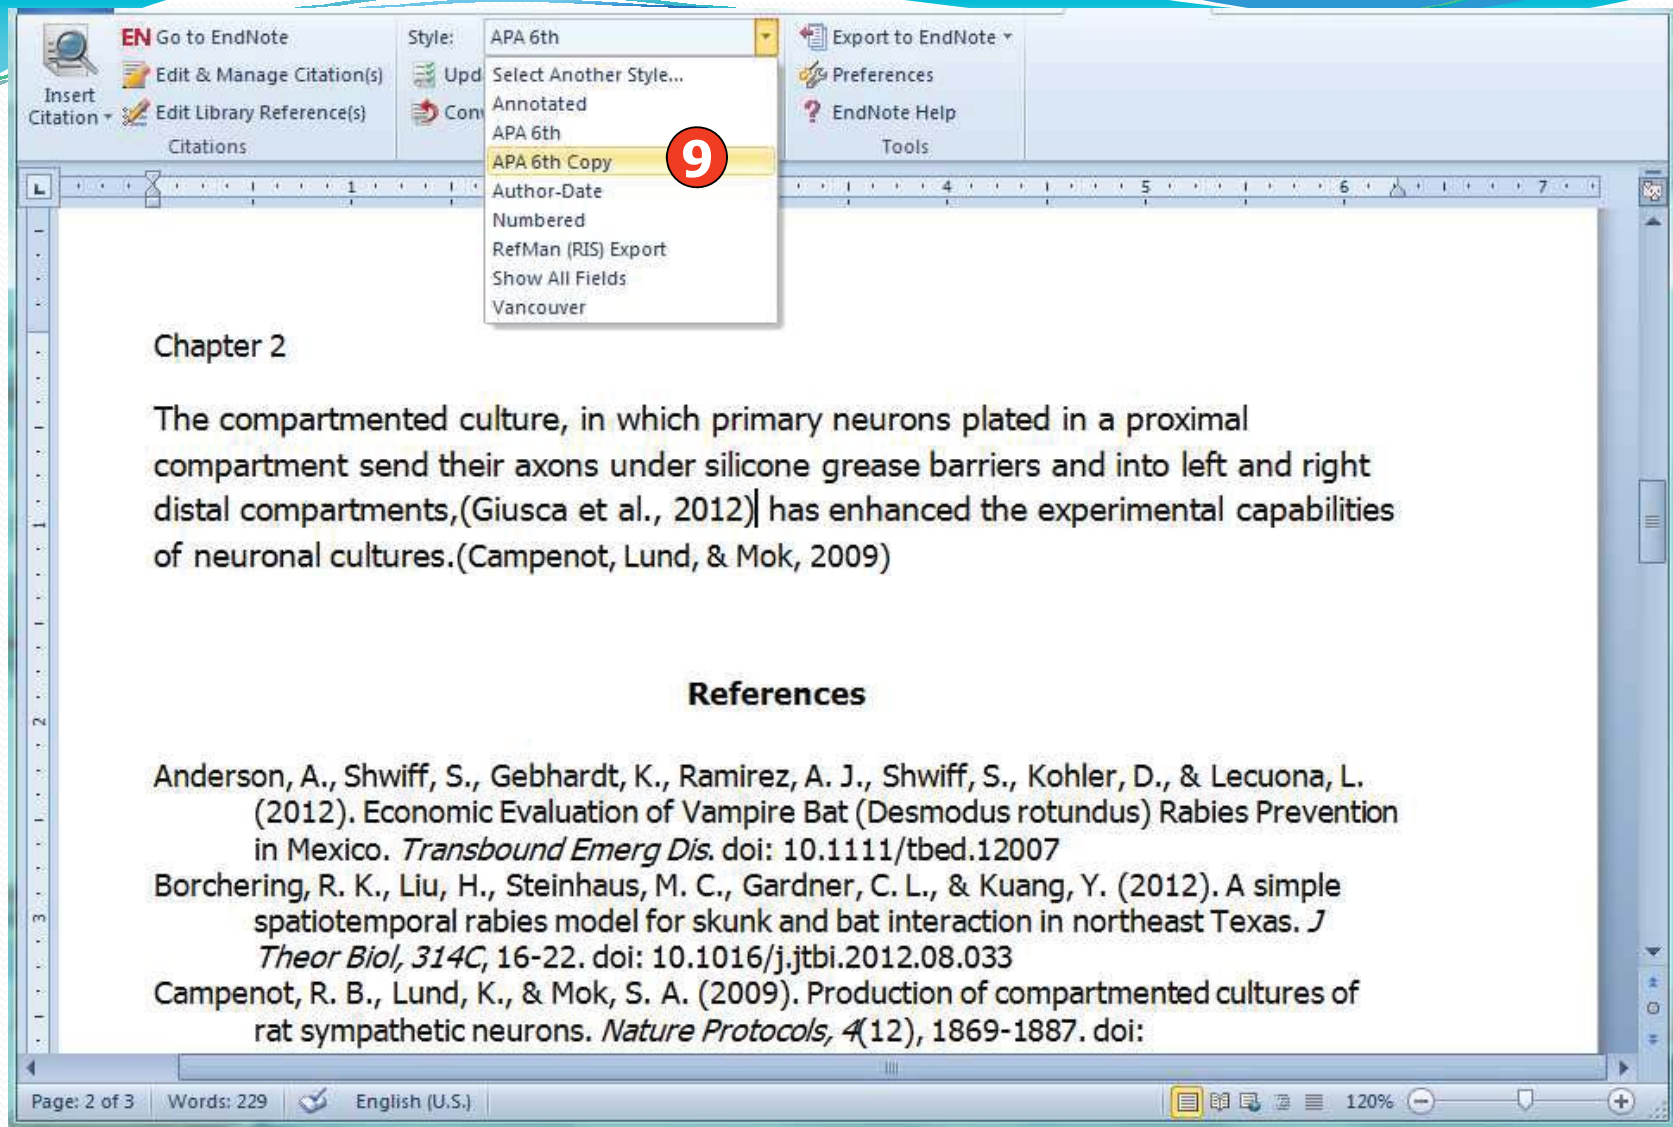 EN Go to EndNote
Edit & Manage Citation(s)
Edit Library Reference(s)
Insert
Citation
Citations
Style: APA 6th
Upd
Conv
Select Another Style...
Annotated
APA 6th
APA 6th Copy
9
Author-Date
Numbered
RefMan (RIS) Export
Show All Fields
Vancouver
Export to EndNote
Preferences
? EndNote Help
Tools
L
1 4 5 6 7
Chapter 2
The compartmented culture, in which primary neurons plated in a proximal
compartment send their axons under silicone grease barriers and into left and right
distal compartments,(Giusca et al., 2012) has enhanced the experimental capabilities
of neuronal cultures.(Campenot, Lund, & Mok, 2009)
1
2
3
References
Anderson, A., Shwiff, S., Gebhardt, K., Ramirez, A. J., Shwiff, S., Kohler, D., & Lecuona, L.
(2012). Economic Evaluation of Vampire Bat (Desmodus rotundus) Rabies Prevention
in Mexico. Transbound Emerg Dis. doi: 10.1111/tbed.12007
Borchering, R. K., Liu, H., Steinhaus, M. C., Gardner, C. L., & Kuang, Y. (2012). A simple
spatiotemporal rabies model for skunk and bat interaction in northeast Texas. J
Theor Biol, 314C, 16-22. doi: 10.1016/j.jtbi.2012.08.033
Campenot, R. B., Lund, K., & Mok, S. A. (2009). Production of compartmented cultures of
rat sympathetic neurons. Nature Protocols, 4(12), 1869-1887. doi:
Page: 2 of 3 Words: 229 English (U.S.) 120%